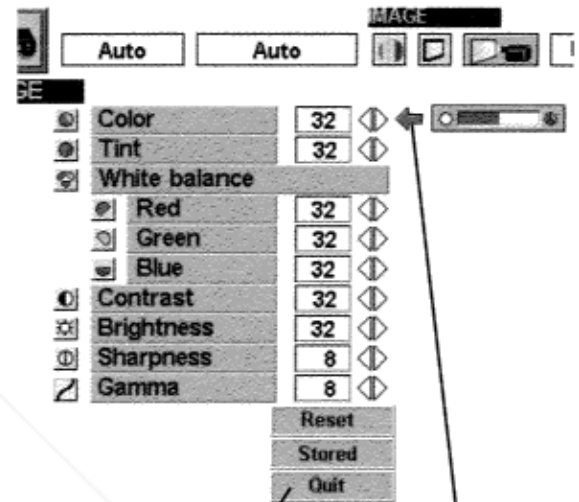 IMAGE
Auto Auto
GE
Color 32
Tint 32
White balance
Red 32
Green 32
Blue 32
Contrast 32
Brightness 32
Sharpness 8
Gamma 8
Reset
Stored
Quit